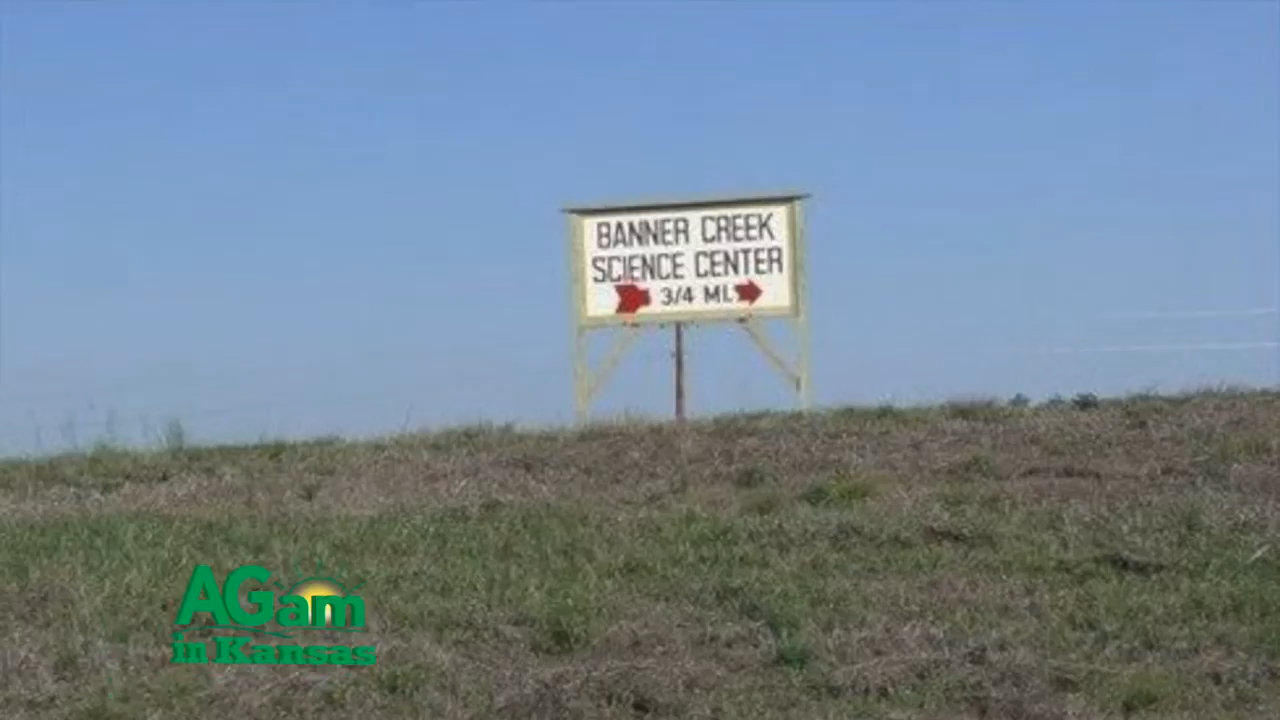 BANNER CREEK
SCIENCE CENTER
3/4 MI.
AGam
in Kansas